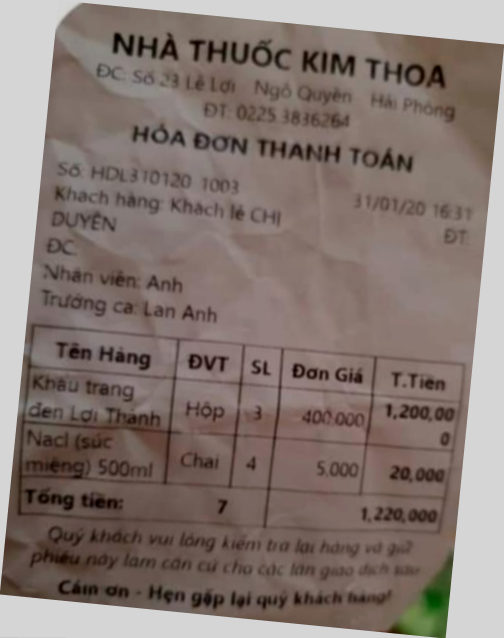 NHÀ THUỐC KIM THOA
ĐC: Số 23 Lê Lợi Ngô Quyền Hải Phòng
ĐT: 0225.3836264
HÓA ĐƠN THANH TOÁN
Số: HDL310120 1003 31/01/20 16:31
Khách hàng: Khách lẻ CHỊ DUYÊN ĐT:
ĐC:
Nhân viên: Anh
Trưởng ca: Lan Anh
Tên Hàng ĐVT SL Đơn Giá T.Tiền
Khẩu trang đen Lợi Thành Hộp 3 400.000 1,200,000
Nacl (súc miệng) 500ml Chai 4 5,000 20,000
Tổng tiền: 7 1,220,000
Quý khách vui lòng kiểm tra lại hàng và giữ
phiếu này làm căn cứ cho các lần giao dịch sau
Cám ơn - Hẹn gặp lại quý khách hàng!